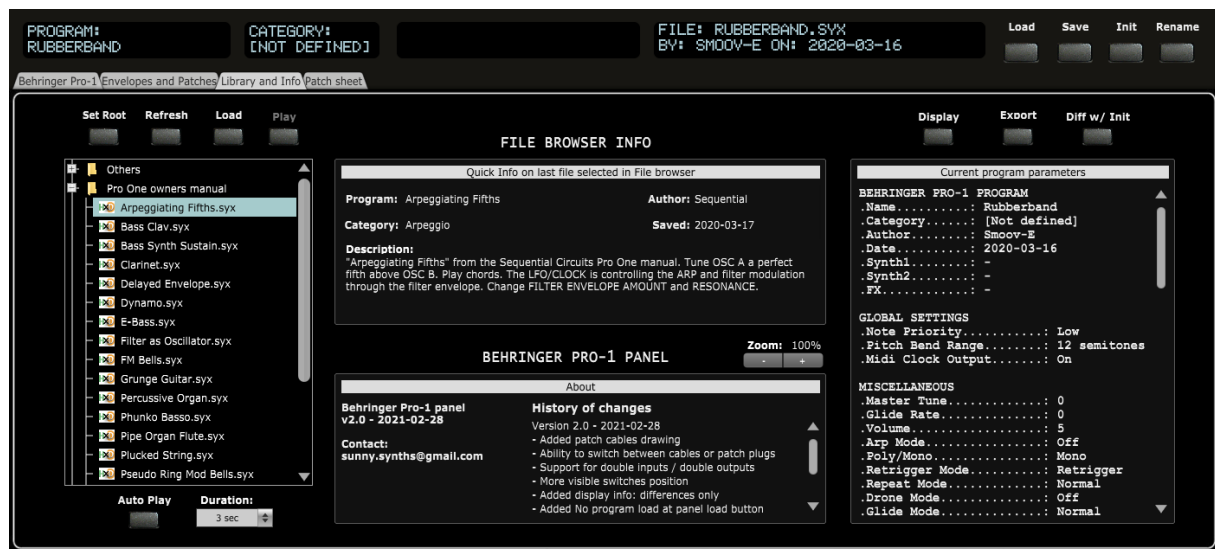 PROGRAM:
RUBBERBAND
CATEGORY:
[NOT DEFINED]
FILE: RUBBERBAND.SYX
BY: SMOOV-E ON: 2020-03-16
Load Save Init Rename
Behringer Pro-1 Envelopes and Patches Library and Info Patch sheet
Set Root Refresh Load Play
Others
Pro One owners manual
Arpeggiating Fifths.syx
Bass Clav.syx
Bass Synth Sustain.syx
Clarinet.syx
Delayed Envelope.syx
Dynamo.syx
E-Bass.syx
Filter as Oscillator.syx
FM Bells.syx
Grunge Guitar.syx
Percussive Organ.syx
Phunko Basso.syx
Pipe Organ Flute.syx
Plucked String.syx
Pseudo Ring Mod Bells.syx
Auto Play Duration:
3 sec
FILE BROWSER INFO
Quick Info on last file selected in File browser
Program: Arpeggiating Fifths Author: Sequential
Category: Arpeggio Saved: 2020-03-17
Description:
"Arpeggiating Fifths" from the Sequential Circuits Pro One manual. Tune OSC A a perfect
fifth above OSC B. Play chords. The LFO/CLOCK is controlling the ARP and filter modulation
through the filter envelope. Change FILTER ENVELOPE AMOUNT and RESONANCE.
BEHRINGER PRO-1 PANEL
Zoom: 100%
- +
About
Behringer Pro-1 panel
v2.0 - 2021-02-28
Contact:
sunny.synths@gmail.com
History of changes
Version 2.0 - 2021-02-28
- Added patch cables drawing
- Ability to switch between cables or patch plugs
- Support for double inputs / double outputs
- More visible switches position
- Added display info: differences only
- Added No program load at panel load button
Display Export Diff w/ Init
Current program parameters
BEHRINGER PRO-1 PROGRAM
.Name..........: Rubberband
.Category......: [Not defined]
.Author........: Smoov-E
.Date..........: 2020-03-16
.Synth1........: -
.Synth2........: -
.FX............: -
GLOBAL SETTINGS
.Note Priority...........: Low
.Pitch Bend Range........: 12 semitones
.Midi Clock Output.......: On
MISCELLANEOUS
.Master Tune.............: 0
.Glide Rate..............: 0
.Volume..................: 5
.Arp Mode................: Off
.Poly/Mono...............: Mono
.Retrigger Mode..........: Retrigger
.Repeat Mode.............: Normal
.Drone Mode..............: Off
.Glide Mode..............: Normal